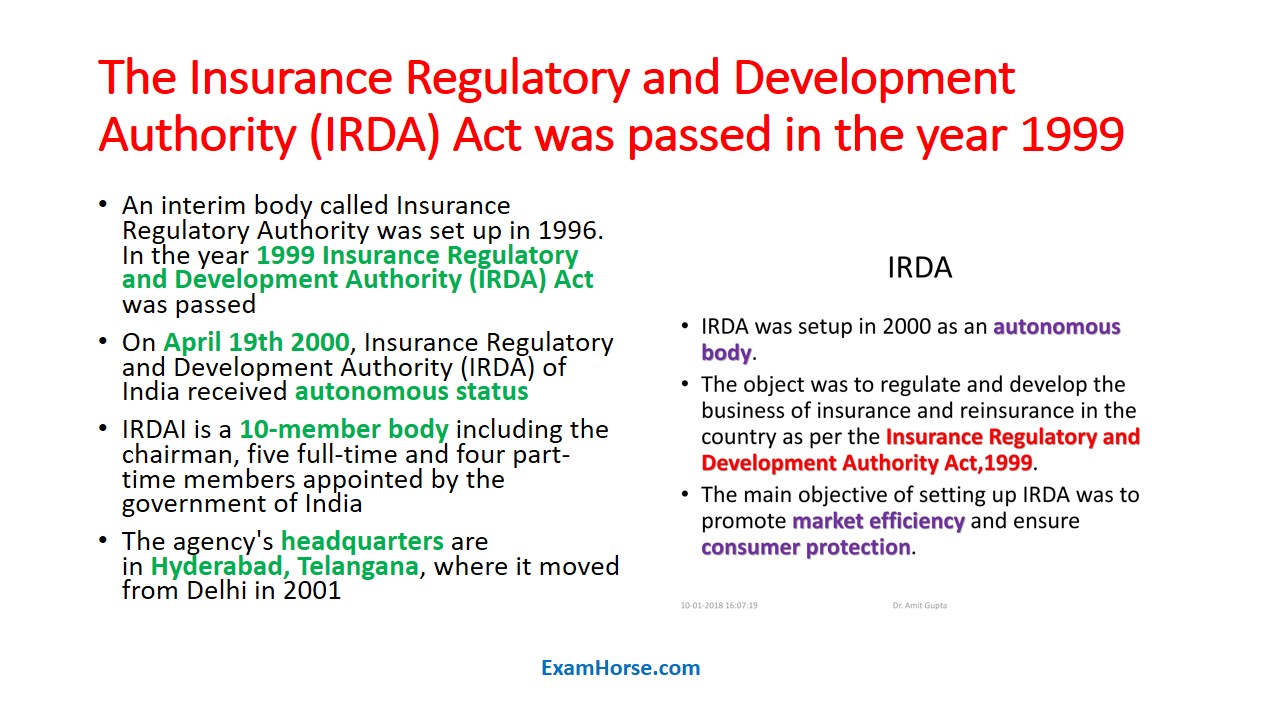 The Insurance Regulatory and Development
Authority (IRDA) Act was passed in the year 1999
• An interim body called Insurance
Regulatory Authority was set up in 1996.
In the year 1999 Insurance Regulatory
and Development Authority (IRDA) Act
was passed
• On April 19th 2000, Insurance Regulatory
and Development Authority (IRDA) of
India received autonomous status
• IRDAI is a 10-member body including the
chairman, five full-time and four part-
time members appointed by the
government of India
• The agency's headquarters are
in Hyderabad, Telangana, where it moved
from Delhi in 2001
IRDA
• IRDA was setup in 2000 as an autonomous
body.
• The object was to regulate and develop the
business of insurance and reinsurance in the
country as per the Insurance Regulatory and
Development Authority Act,1999.
• The main objective of setting up IRDA was to
promote market efficiency and ensure
consumer protection.
10-01-2018 16:07:19
Dr. Amit Gupta
ExamHorse.com